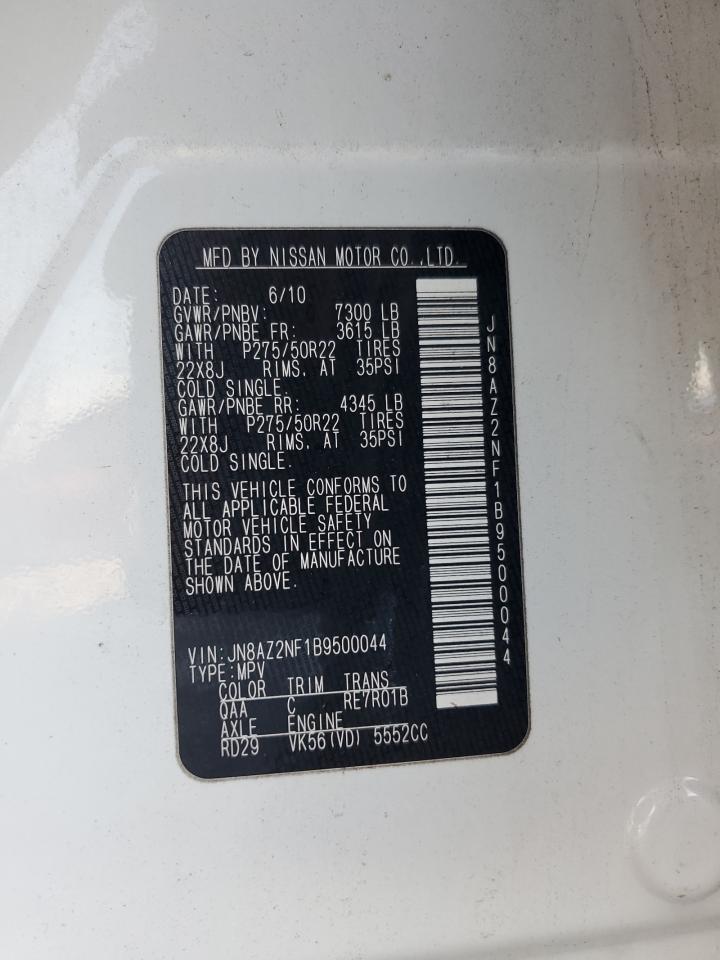 MFD BY NISSAN MOTOR CO.,LTD.
DATE: 6/10
GVWR/PNBV: 7300 LB
GAWR/PNBE FR: 3615 LB
WITH P275/50R22 TIRES
22X8J RIMS, AT 35PSI
COLD SINGLE.
GAWR/PNBE RR: 4345 LB
WITH P275/50R22 TIRES
22X8J RIMS, AT 35PSI
COLD SINGLE.
THIS VEHICLE CONFORMS TO
ALL APPLICABLE FEDERAL
MOTOR VEHICLE SAFETY
STANDARDS IN EFFECT ON
THE DATE OF MANUFACTURE
SHOWN ABOVE.
VIN:JN8AZ2NF1B9500044
TYPE:MPV
COLOR TRIM TRANS
QAA C RE7R01B
AXLE ENGINE
RD29 VK56(VD) 5552CC
JN8AZ2NF1B9500044